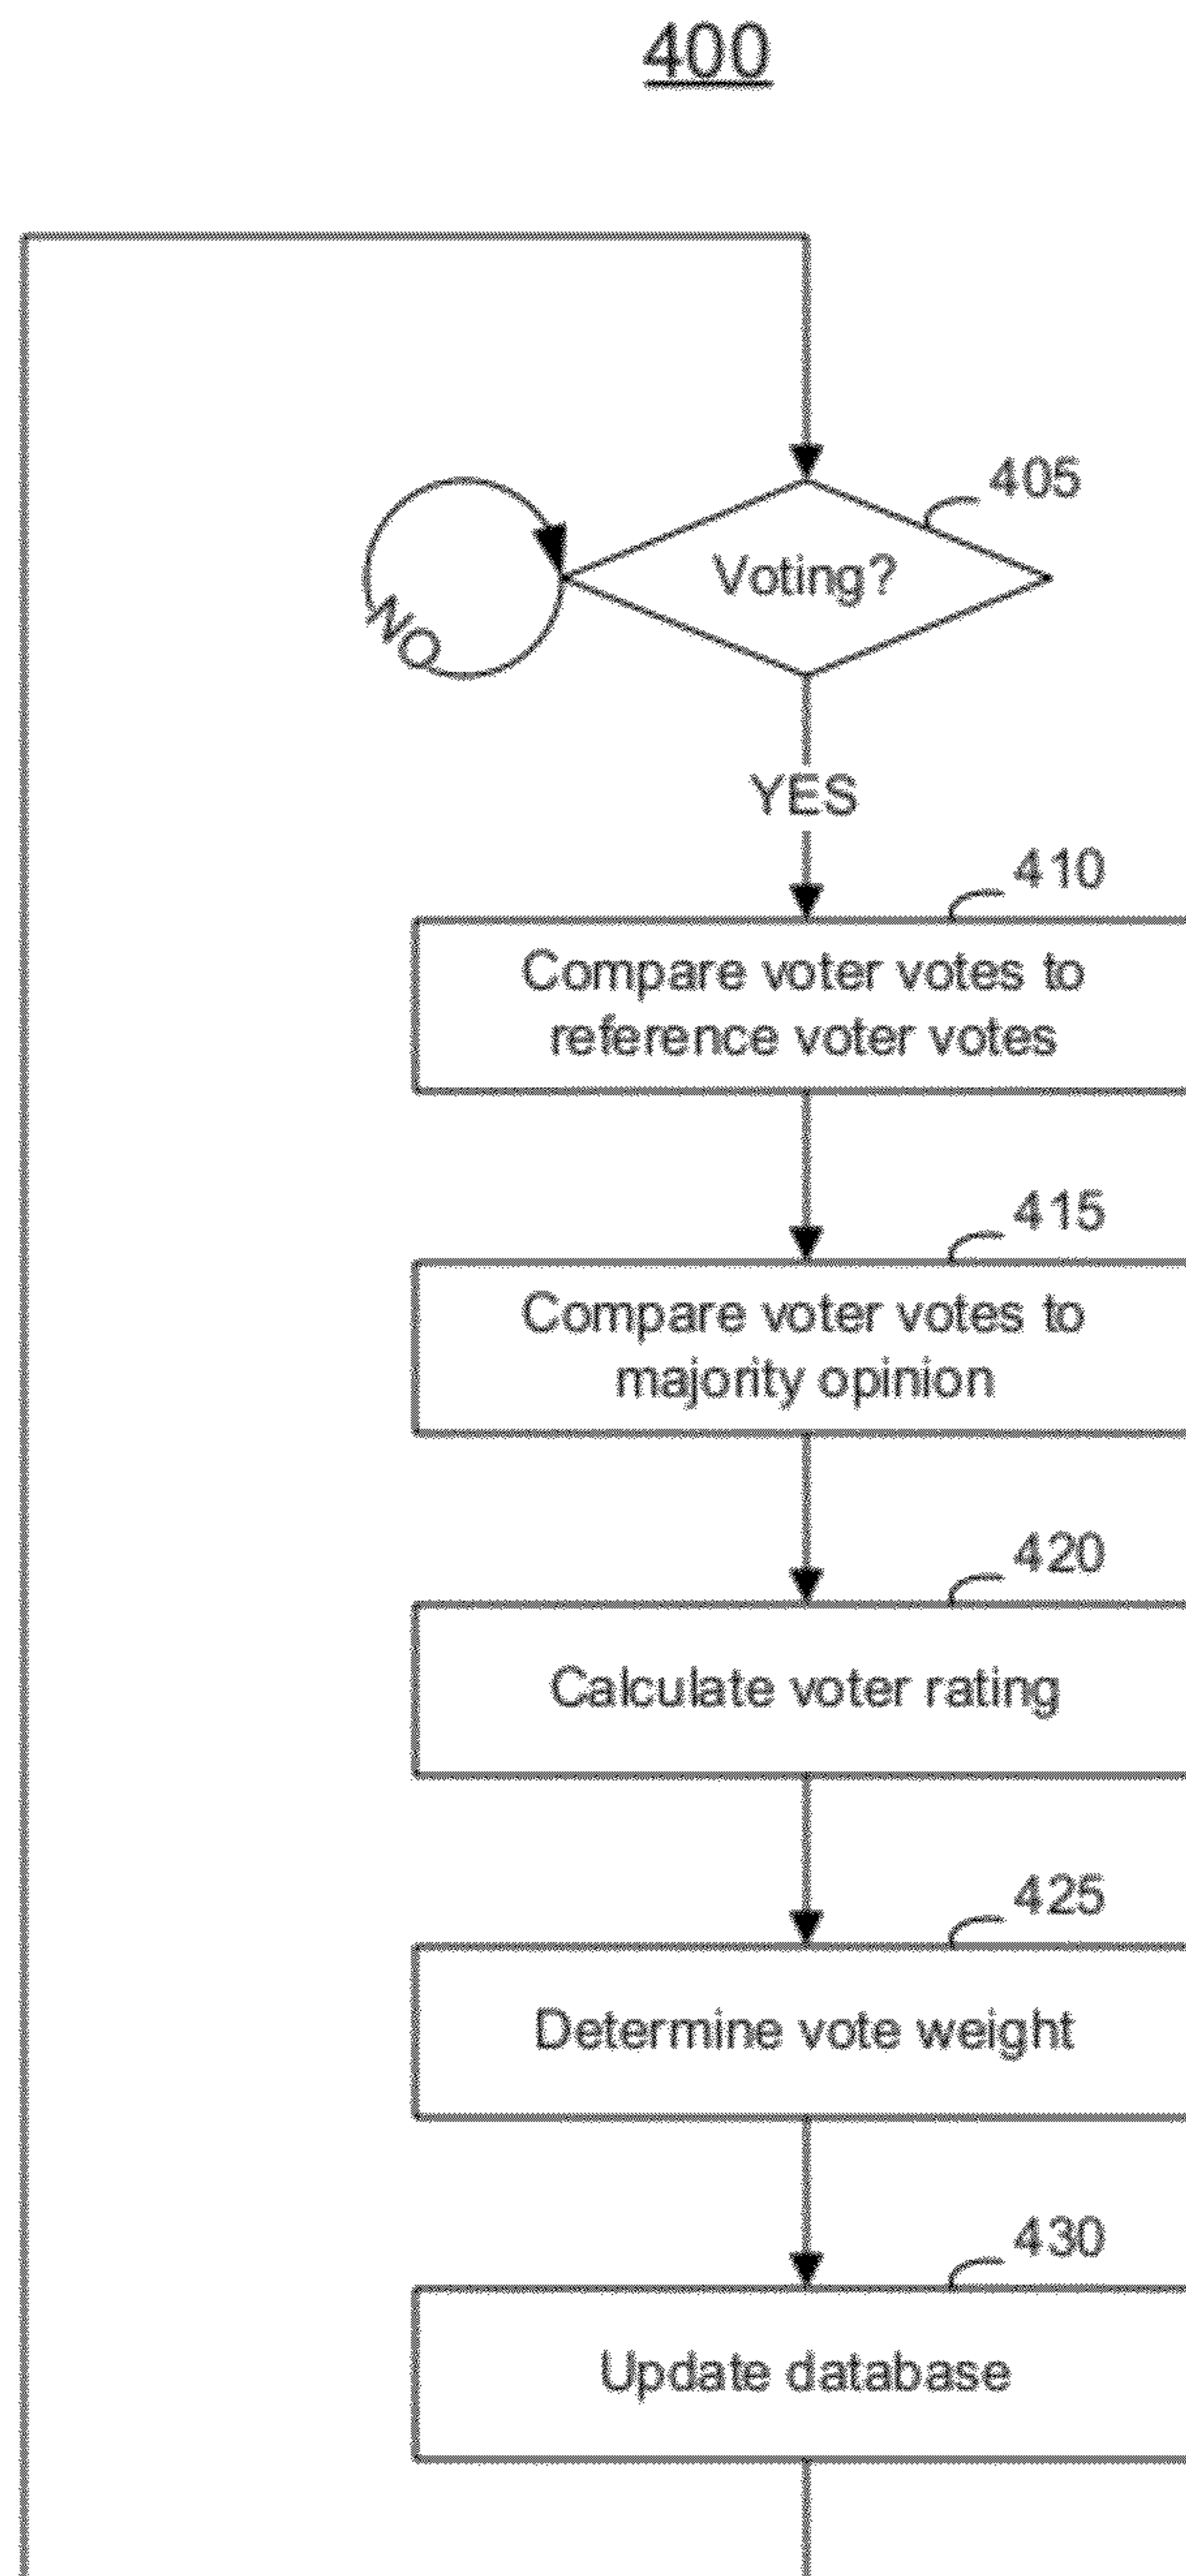 400
405
Voting?
NO
YES
410
Compare voter votes to
reference voter votes
415
Compare voter votes to
majority opinion
420
Calculate voter rating
425
Determine vote weight
430
Update database